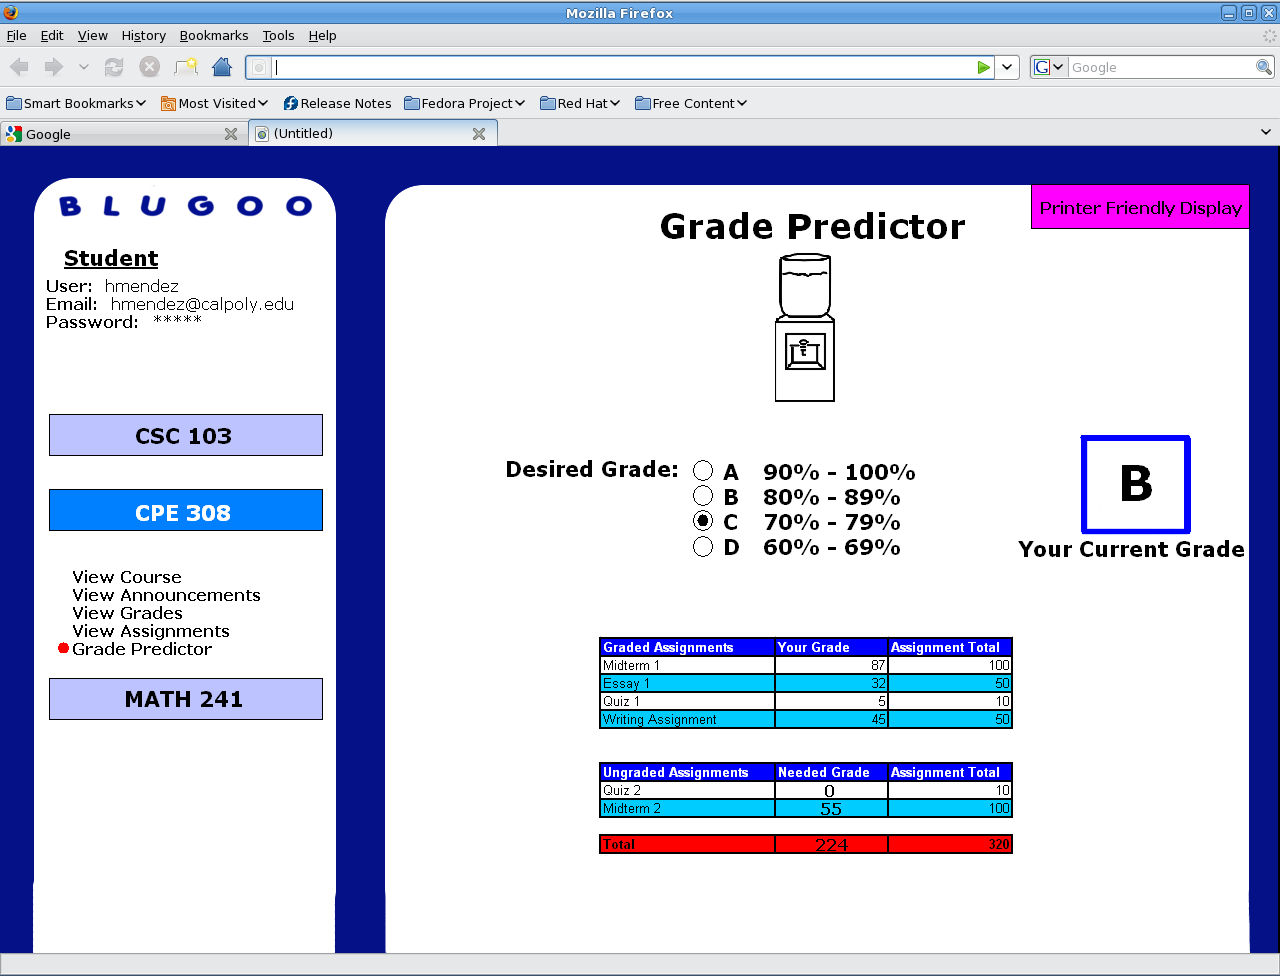 Mozilla Firefox
File Edit View History Bookmarks Tools Help
G Google
Smart Bookmarks Most Visited Release Notes Fedora Project Red Hat Free Content
Google (Untitled)
BLUGOO
Student
User: hmendez
Email: hmendez@calpoly.edu
Password: *****
CSC 103
CPE 308
View Course
View Announcements
View Grades
View Assignments
Grade Predictor
MATH 241
Printer Friendly Display
Grade Predictor
Desired Grade:
A 90% - 100%
B 80% - 89%
C 70% - 79%
D 60% - 69%
B
Your Current Grade
Graded Assignments Your Grade Assignment Total
Midterm 1 87 100
Essay 1 32 50
Quiz 1 5 10
Writing Assignment 45 50
Ungraded Assignments Needed Grade Assignment Total
Quiz 2 0 10
Midterm 2 55 100
Total 224 320